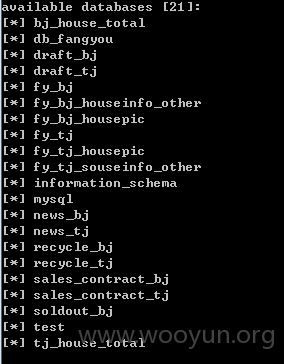 available databases [21]:
[*] bj_house_total
[*] db_fangyou
[*] draft_bj
[*] draft_tj
[*] fy_bj
[*] fy_bj_houseinfo_other
[*] fy_bj_housepic
[*] fy_tj
[*] fy_tj_housepic
[*] fy_tj_souseinfo_other
[*] information_schema
[*] mysql
[*] news_bj
[*] news_tj
[*] recycle_bj
[*] recycle_tj
[*] sales_contract_bj
[*] sales_contract_tj
[*] soldout_bj
[*] test
[*] tj_house_total
www.wooyun.org